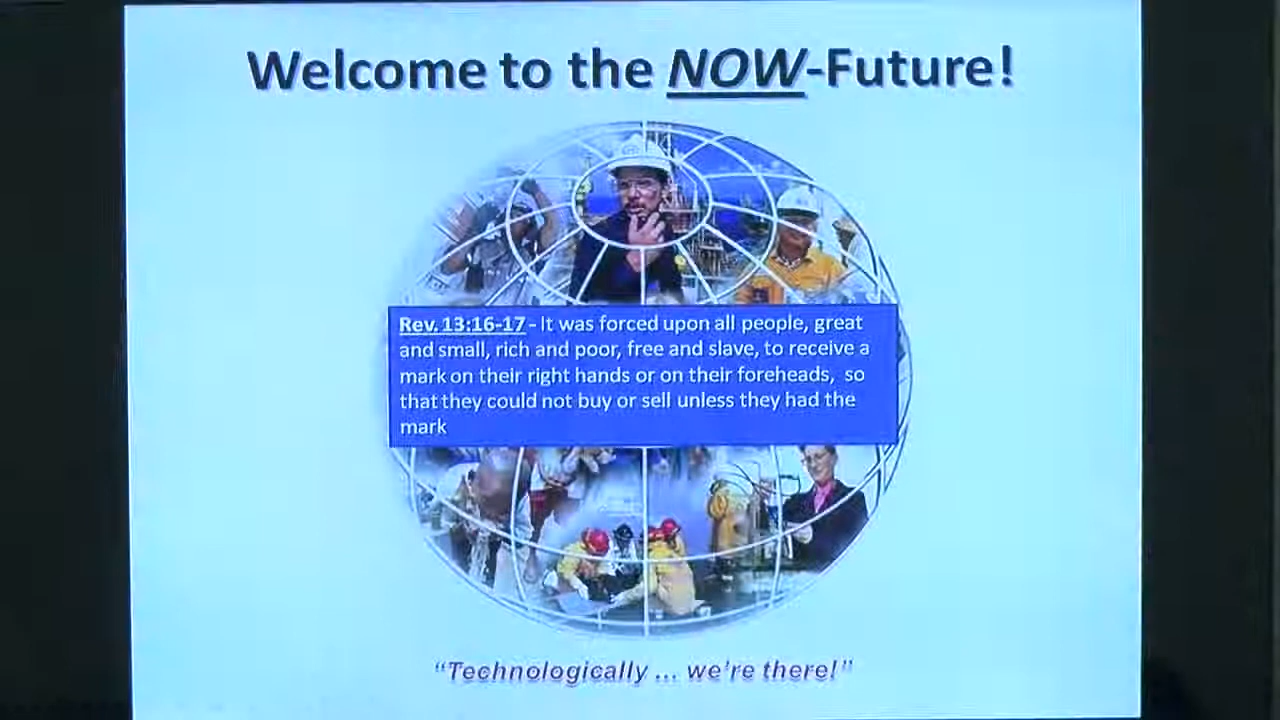 Welcome to the NOW-Future!
Rev. 13:16-17 - It was forced upon all people, great
and small, rich and poor, free and slave, to receive a
mark on their right hands or on their foreheads, so
that they could not buy or sell unless they had the
mark
“Technologically ... we're there!”